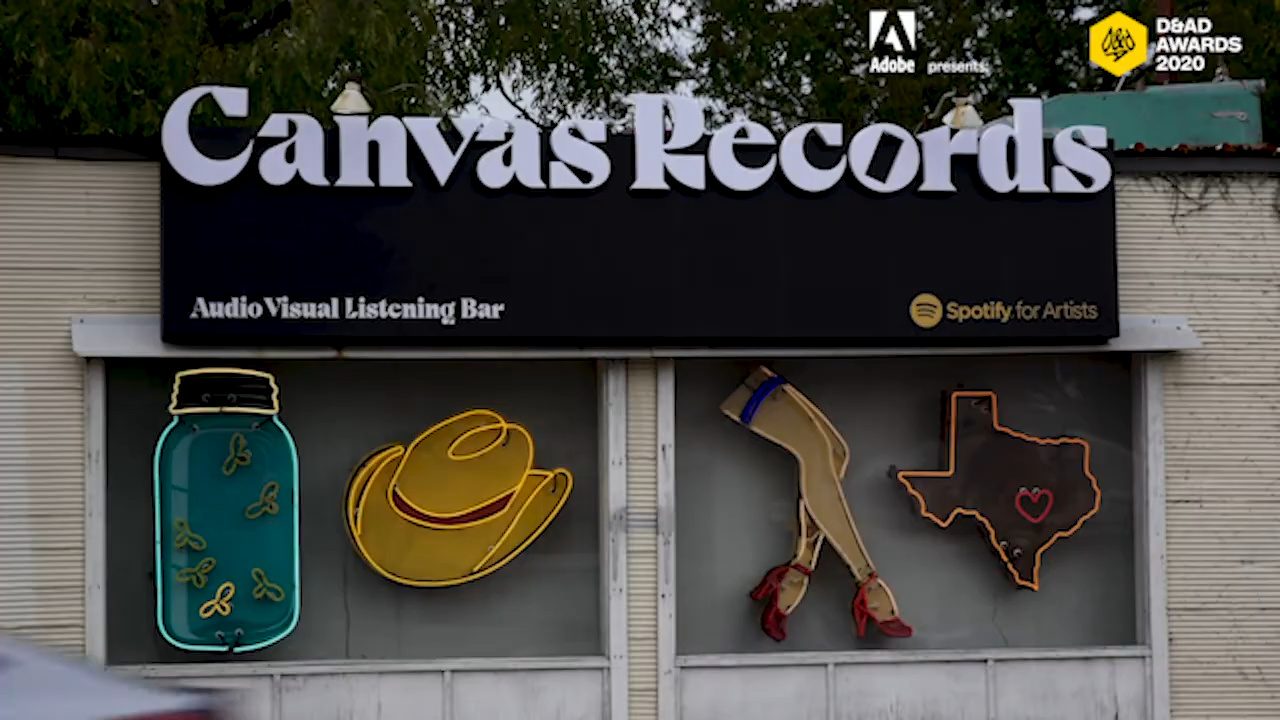 Adobe presents:
D&AD
AWARDS
2020
Canvas Records
Audio Visual Listening Bar
Spotify for Artists